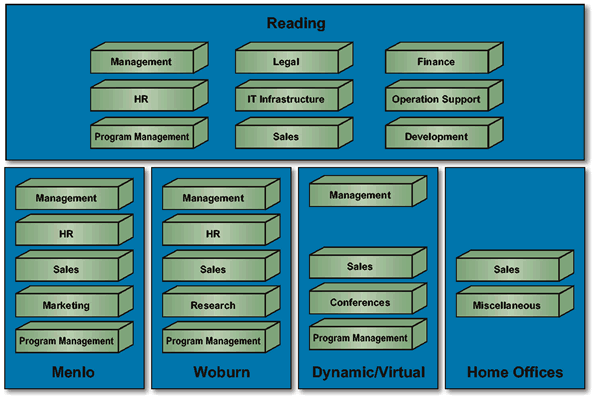 Reading
Management
Legal
Finance
HR
IT Infrastructure
Operation Support
Program Management
Sales
Development
Management
HR
Sales
Marketing
Program Management
Menlo
Management
HR
Sales
Research
Program Management
Woburn
Management
Sales
Conferences
Program Management
Dynamic/Virtual
Sales
Miscellaneous
Home Offices